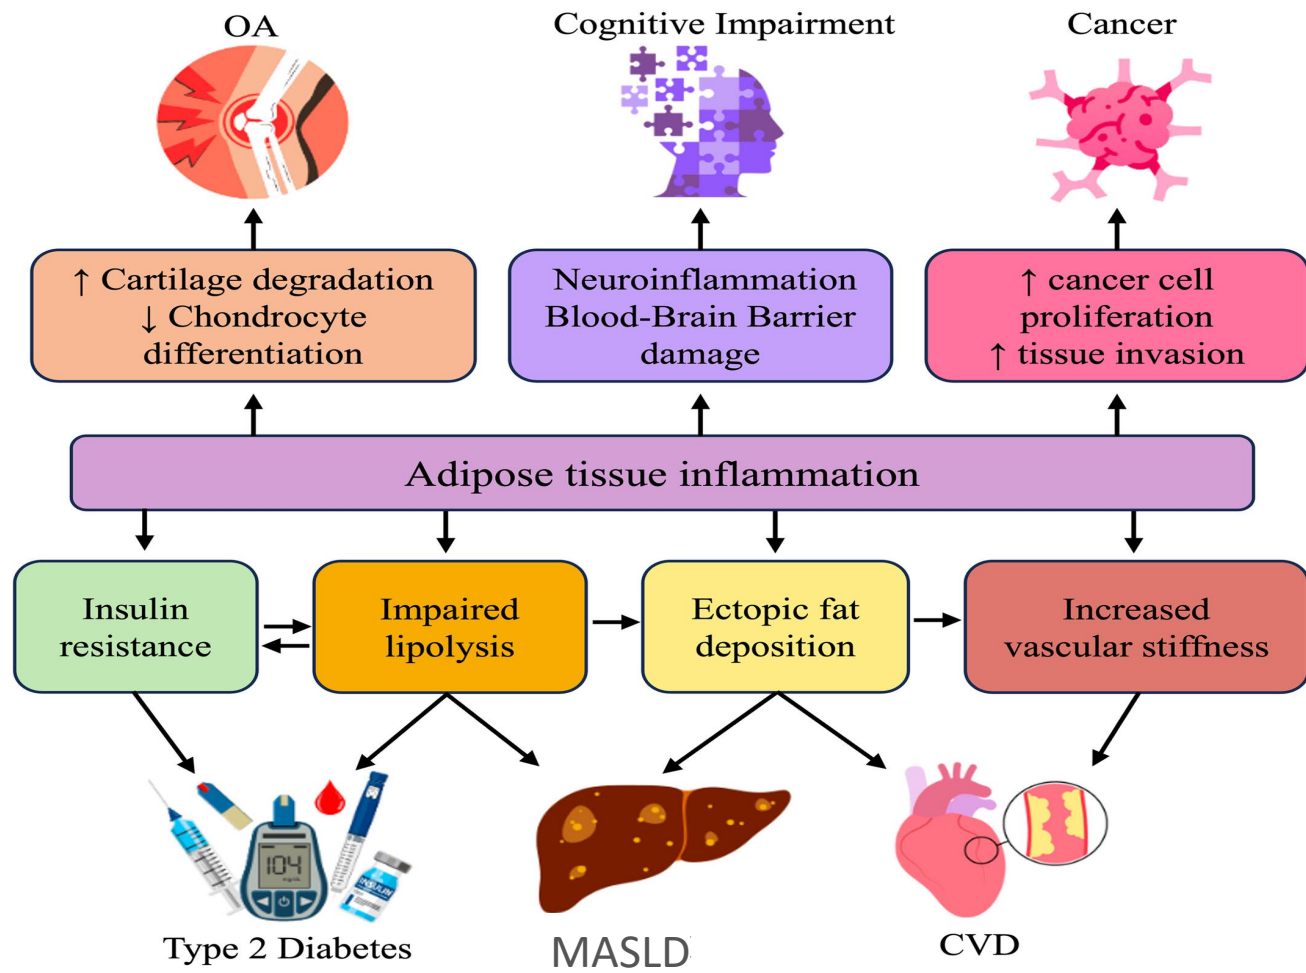 OA
Cognitive Impairment
Cancer
↑ Cartilage degradation
↓ Chondrocyte
differentiation
Neuroinflammation
Blood-Brain Barrier
damage
↑ cancer cell
proliferation
↑ tissue invasion
Adipose tissue inflammation
Insulin
resistance
Impaired
lipolysis
Ectopic fat
deposition
Increased
vascular stiffness
104
INSULIN
Type 2 Diabetes
MASLD
CVD